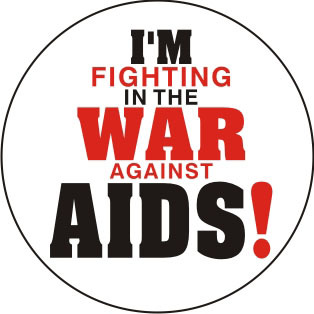 I'M
FIGHTING
IN THE
WAR
AGAINST
AIDS!